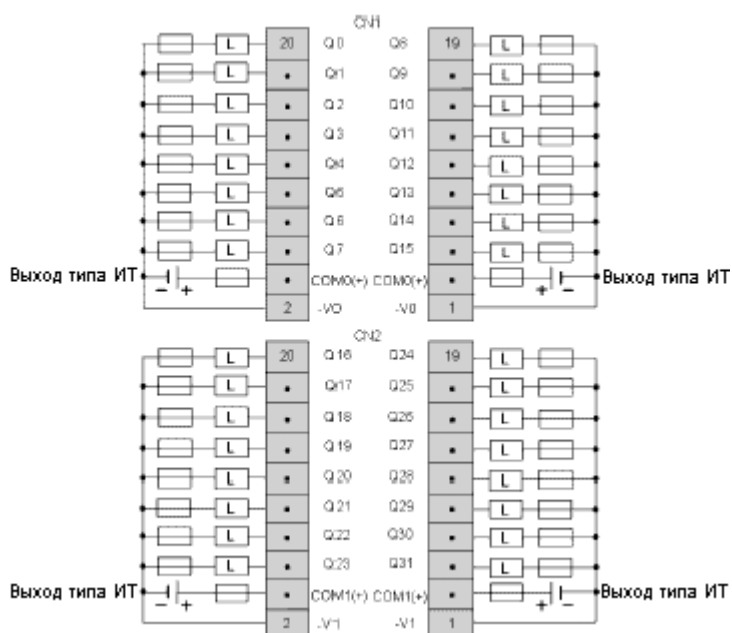 CN1
L 20 Q0 Q8 19 L
L Q1 Q9 L
L Q2 Q10 L
L Q3 Q11 L
L Q4 Q12 L
L Q5 Q13 L
L Q6 Q14 L
L Q7 Q15 L
Выход типа ИТ - + COM0(+) COM0(+) + - Выход типа ИТ
2 -V0 -V0 1
CN2
L 20 Q16 Q24 19 L
L Q17 Q25 L
L Q18 Q26 L
L Q19 Q27 L
L Q20 Q28 L
L Q21 Q29 L
L Q22 Q30 L
L Q23 Q31 L
Выход типа ИТ - + COM1(+) COM1(+) + - Выход типа ИТ
2 -V1 -V1 1